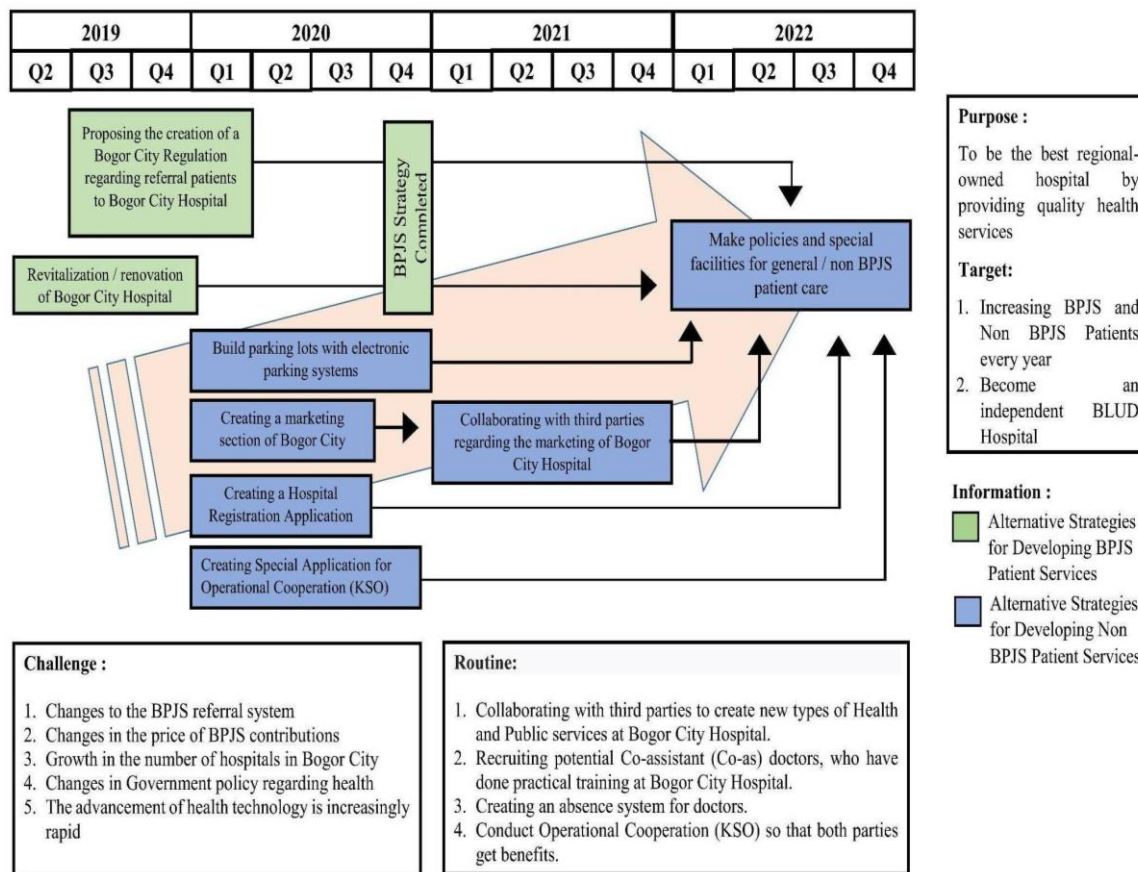 2019 2020 2021 2022
Q2 Q3 Q4 Q1 Q2 Q3 Q4 Q1 Q2 Q3 Q4 Q1 Q2 Q3 Q4
Proposing the creation of a
Bogor City Regulation
regarding referral patients
to Bogor City Hospital
BPJS Strategy
Completed
Revitalization / renovation
of Bogor City Hospital
Make policies and special
facilities for general / non BPJS
patient care
Build parking lots with electronic
parking systems
Creating a marketing
section of Bogor City
Collaborating with third parties
regarding the marketing of Bogor
City Hospital
Creating a Hospital
Registration Application
Creating Special Application for
Operational Cooperation (KSO)
Purpose :
To be the best regional-
owned hospital by
providing quality health
services
Target:
1. Increasing BPJS and
Non BPJS Patients
every year
2. Become an
independent BLUD
Hospital
Information :
Alternative Strategies
for Developing BPJS
Patient Services
Alternative Strategies
for Developing Non
BPJS Patient Services
Challenge :
1. Changes to the BPJS referral system
2. Changes in the price of BPJS contributions
3. Growth in the number of hospitals in Bogor City
4. Changes in Government policy regarding health
5. The advancement of health technology is increasingly
rapid
Routine:
1. Collaborating with third parties to create new types of Health
and Public services at Bogor City Hospital.
2. Recruiting potential Co-assistant (Co-as) doctors, who have
done practical training at Bogor City Hospital.
3. Creating an absence system for doctors.
4. Conduct Operational Cooperation (KSO) so that both parties
get benefits.